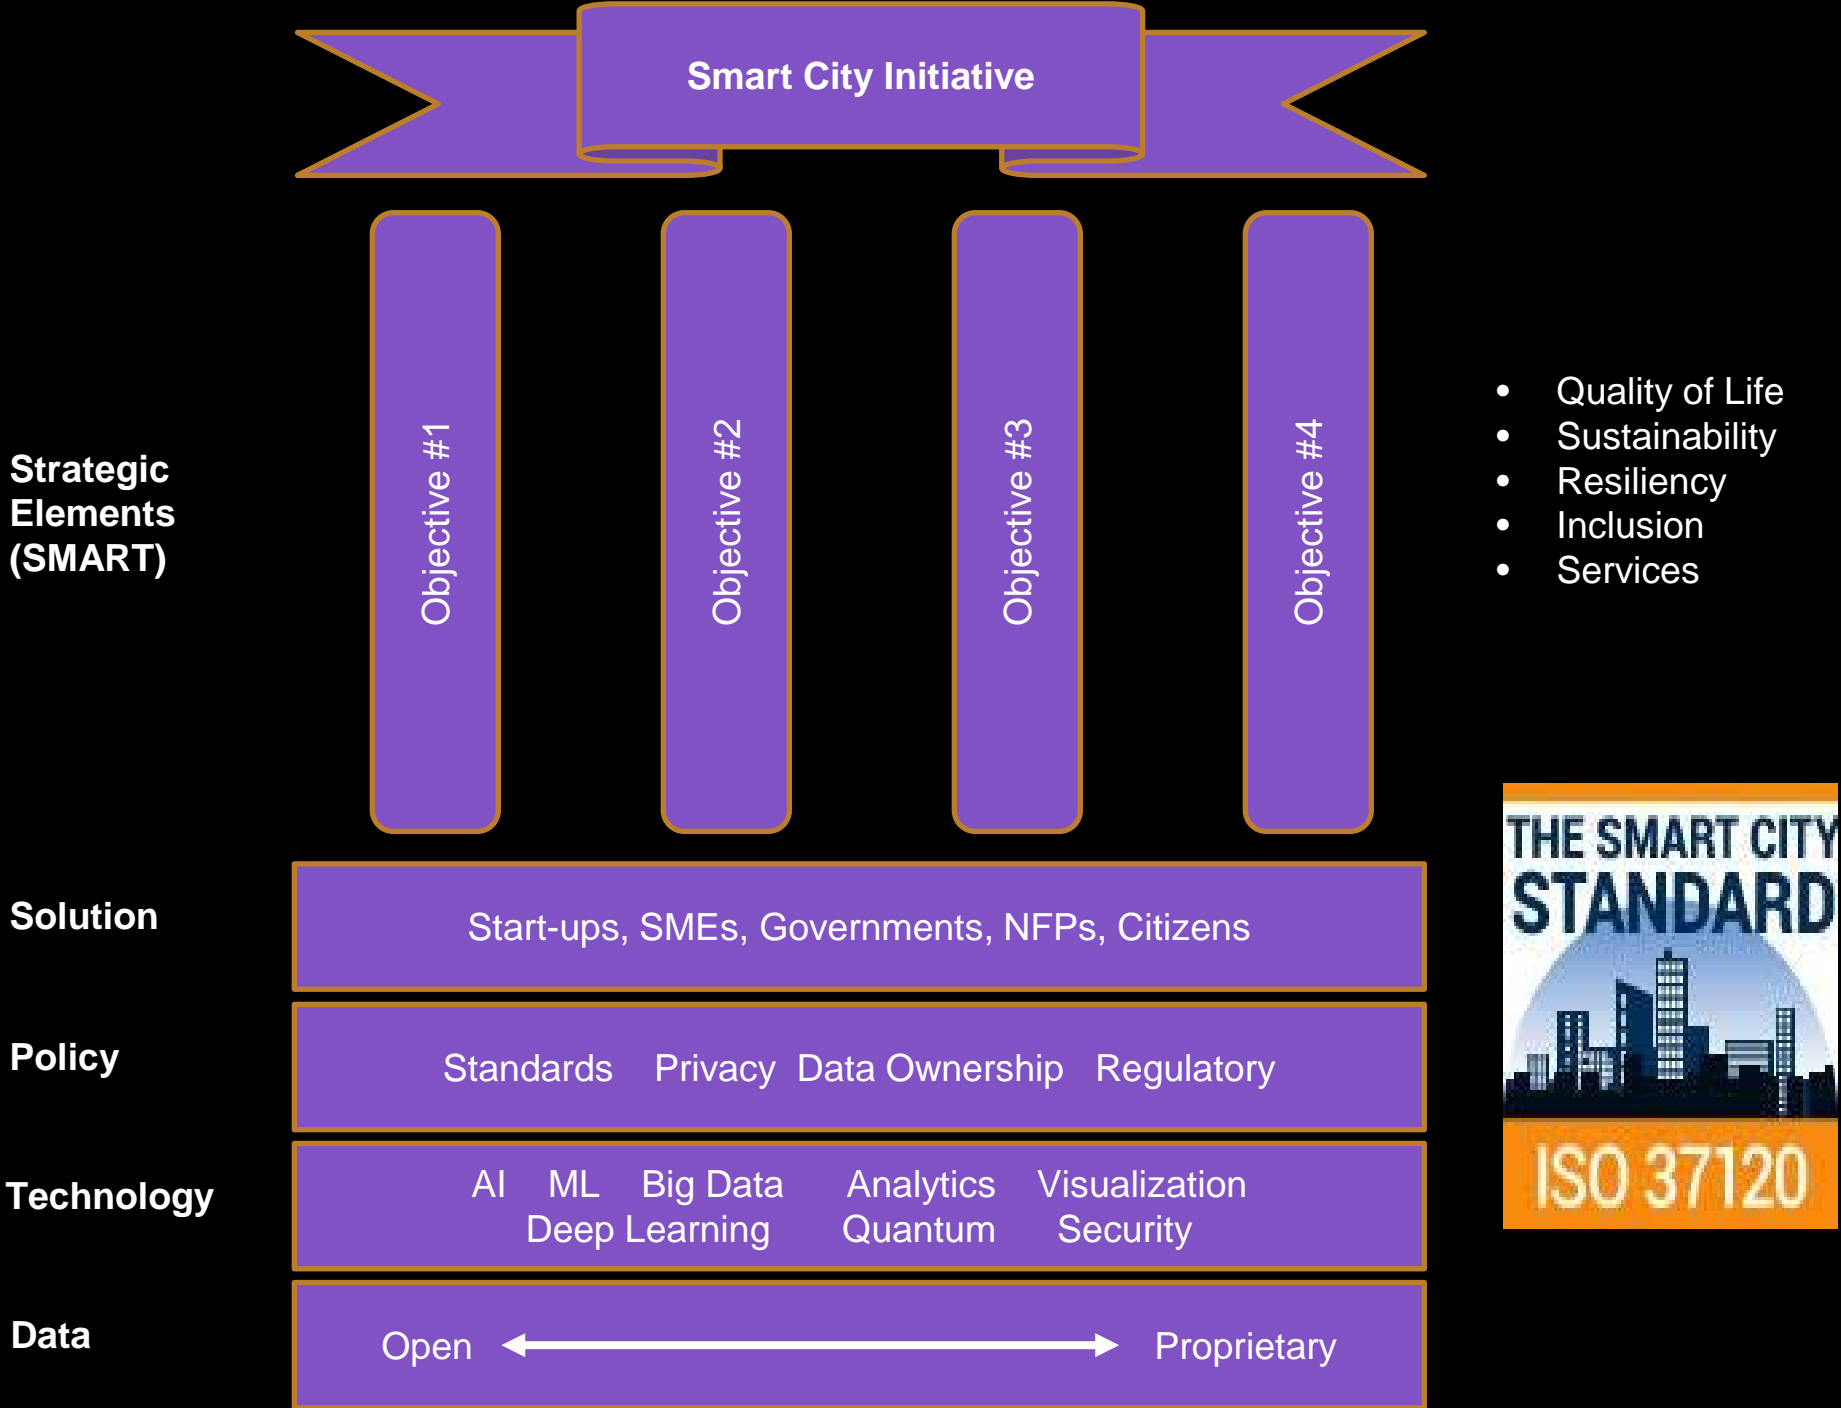 Smart City Initiative
Strategic
Elements
(SMART)
Objective #1
Objective #2
Objective #3
Objective #4
• Quality of Life
• Sustainability
• Resiliency
• Inclusion
• Services
Solution
Start-ups, SMEs, Governments, NFPs, Citizens
Policy
Standards Privacy Data Ownership Regulatory
Technology
AI ML Big Data Analytics Visualization
Deep Learning Quantum Security
Data
Open Proprietary
THE SMART CITY
STANDARD
ISO 37120